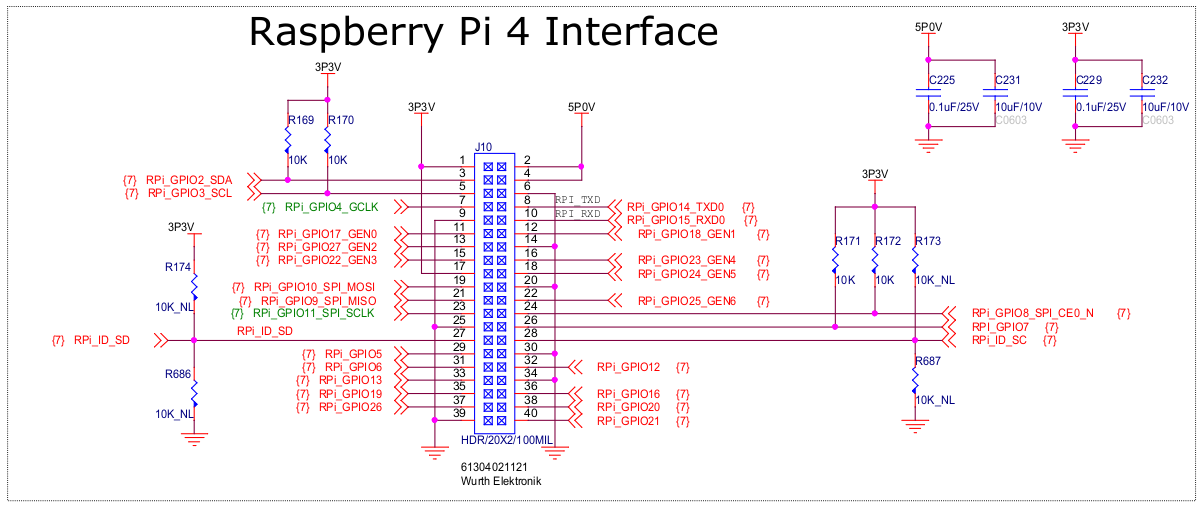 Raspberry Pi 4 Interface
5P0V
3P3V
C225
0.1uF/25V
C231
10uF/10V
C0603
C229
0.1uF/25V
C232
10uF/10V
C0603
3P3V
R169
10K
R170
10K
3P3V
5P0V
J10
1 2
3 4
5 6
7 8
9 10
11 12
13 14
15 16
17 18
19 20
21 22
23 24
25 26
27 28
29 30
31 32
33 34
35 36
37 38
39 40
{7} RPi_GPIO2_SDA
{7} RPi_GPIO3_SCL
{7} RPi_GPIO4_GCLK
{7} RPi_GPIO17_GEN0
{7} RPi_GPIO27_GEN2
{7} RPi_GPIO22_GEN3
{7} RPi_GPIO10_SPI_MOSI
{7} RPi_GPIO9_SPI_MISO
{7} RPi_GPIO11_SPI_SCLK
3P3V
R174
10K_NL
{7} RPi_ID_SD
RPi_ID_SD
R686
10K_NL
{7} RPi_GPIO5
{7} RPi_GPIO6
{7} RPi_GPIO13
{7} RPi_GPIO19
{7} RPi_GPIO26
RPI_TXD
RPI_RXD
RPi_GPIO14_TXD0 {7}
RPi_GPIO15_RXD0 {7}
RPi_GPIO18_GEN1 {7}
RPi_GPIO23_GEN4 {7}
RPi_GPIO24_GEN5 {7}
RPi_GPIO25_GEN6 {7}
3P3V
R171
10K
R172
10K
R173
10K_NL
RPi_GPIO8_SPI_CE0_N {7}
RPI_GPIO7 {7}
RPi_ID_SC {7}
R687
10K_NL
RPi_GPIO12 {7}
RPi_GPIO16 {7}
RPi_GPIO20 {7}
RPi_GPIO21 {7}
HDR/20X2/100MIL
61304021121
Wurth Elektronik